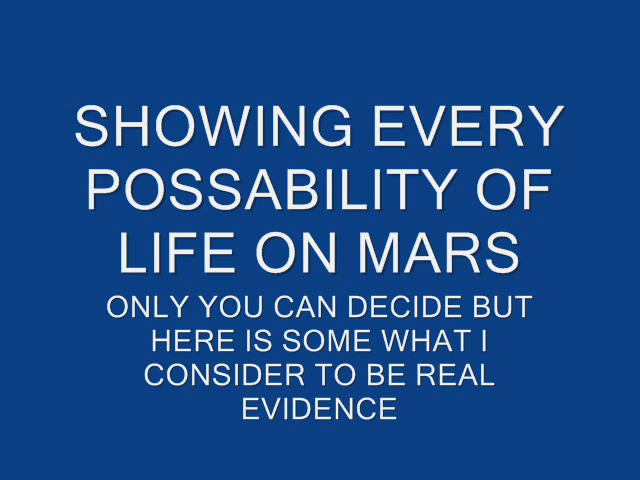 SHOWING EVERY
POSSABILITY OF
LIFE ON MARS
ONLY YOU CAN DECIDE BUT
HERE IS SOME WHAT I
CONSIDER TO BE REAL
EVIDENCE